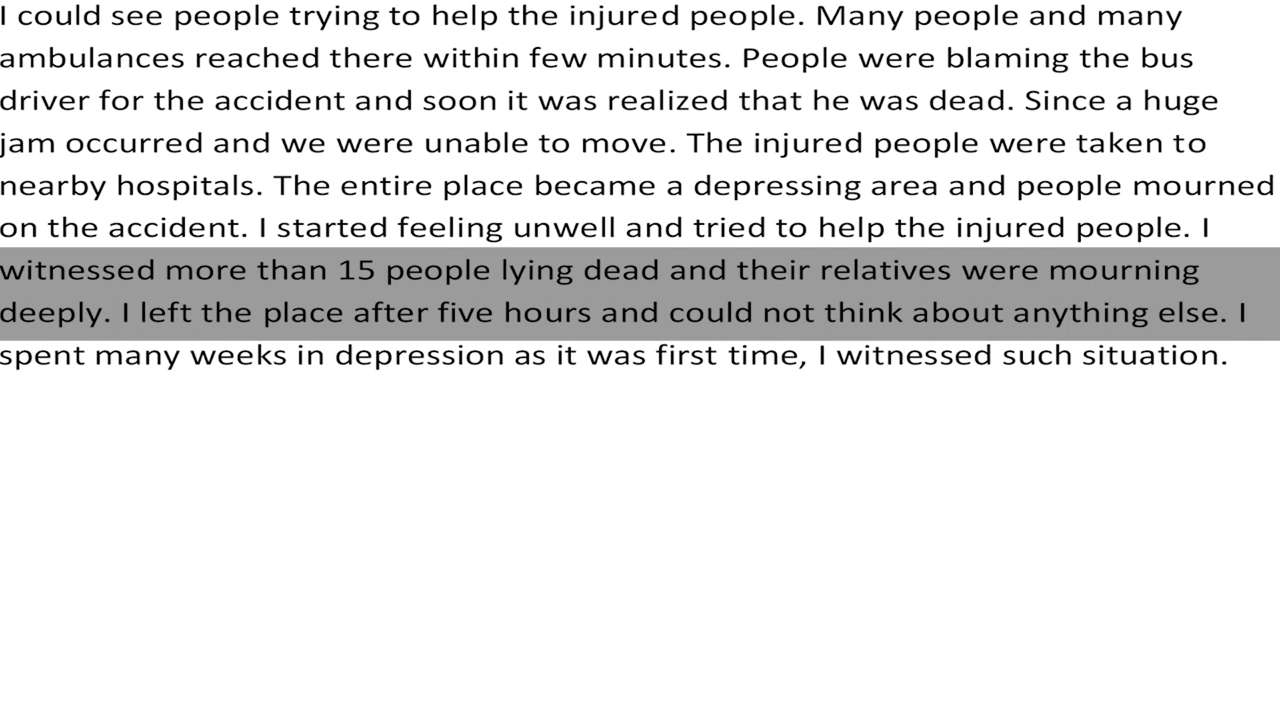 I could see people trying to help the injured people. Many people and many
ambulances reached there within few minutes. People were blaming the bus
driver for the accident and soon it was realized that he was dead. Since a huge
jam occurred and we were unable to move. The injured people were taken to
nearby hospitals. The entire place became a depressing area and people mourned
on the accident. I started feeling unwell and tried to help the injured people. I
witnessed more than 15 people lying dead and their relatives were mourning
deeply. I left the place after five hours and could not think about anything else. I
spent many weeks in depression as it was first time, I witnessed such situation.